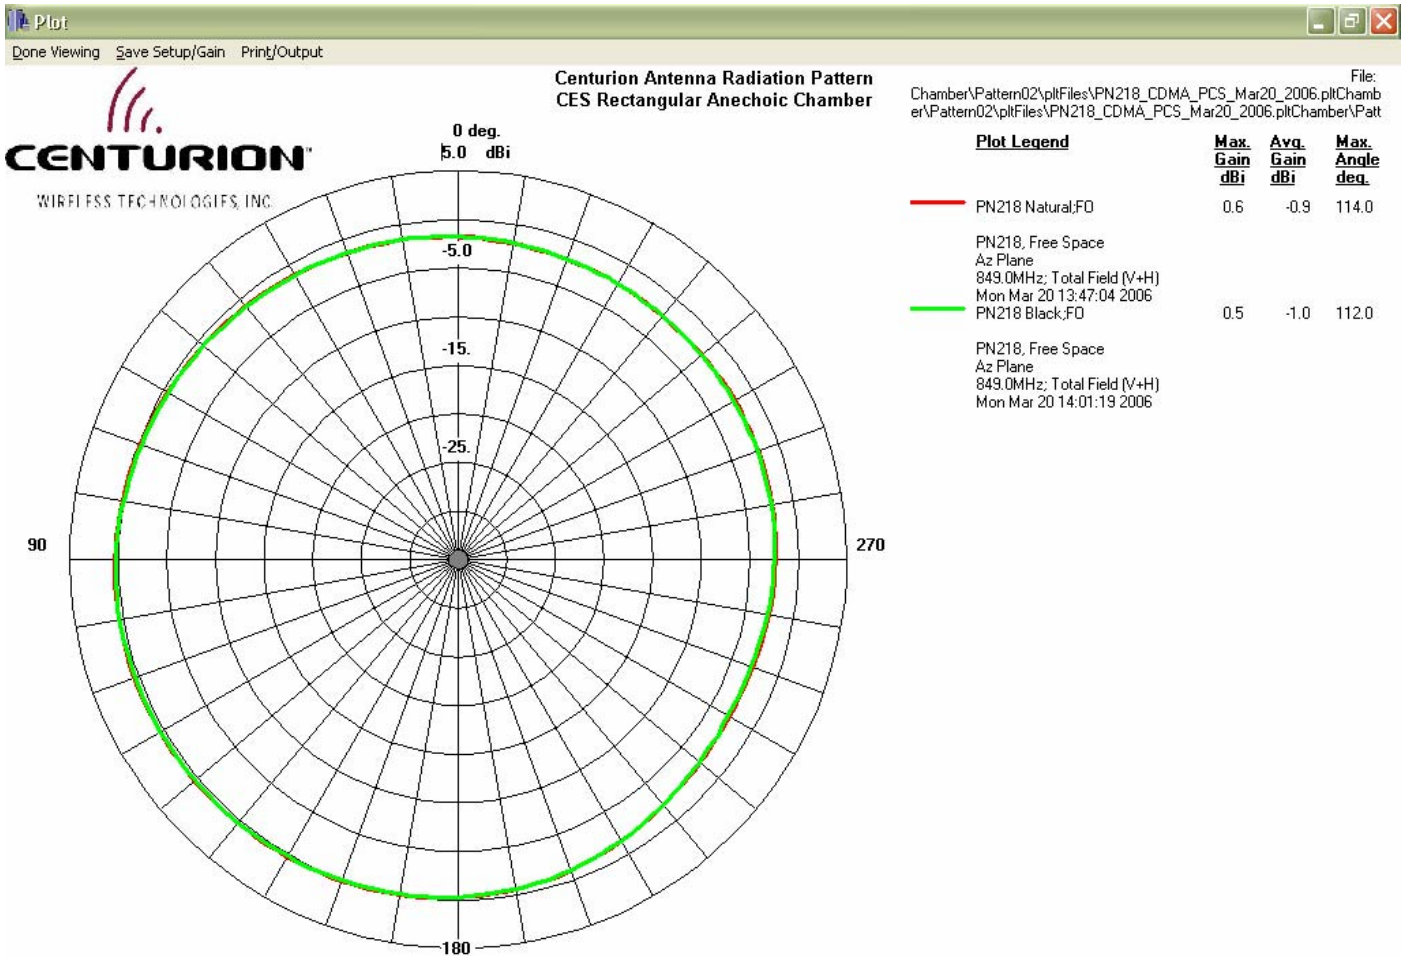 Plot
Done Viewing Save Setup/Gain Print/Output
CENTURION™
WIRELESS TECHNOLOGIES, INC.
Centurion Antenna Radiation Pattern
CES Rectangular Anechoic Chamber
File:
Chamber\Pattern02\pltFiles\PN218_CDMA_PCS_Mar20_2006.pltChamb
er\Pattern02\pltFiles\PN218_CDMA_PCS_Mar20_2006.pltChamber\Patt
Plot Legend Max. Gain dBi Avg. Gain dBi Max. Angle deg.
PN218 Natural;FO 0.6 -0.9 114.0
PN218, Free Space
Az Plane
849.0MHz; Total Field (V+H)
Mon Mar 20 13:47:04 2006
PN218 Black;FO 0.5 -1.0 112.0
PN218, Free Space
Az Plane
849.0MHz; Total Field (V+H)
Mon Mar 20 14:01:19 2006
0 deg.
5.0 dBi
-5.0
-15.
-25.
90
270
180